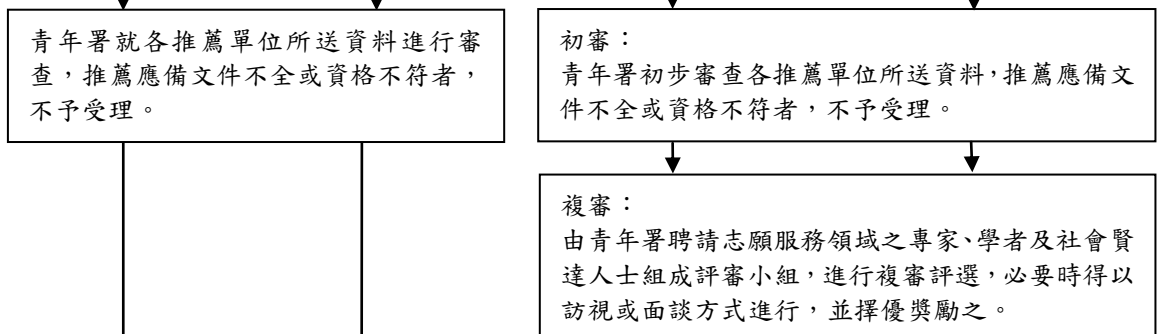 青年署就各推薦單位所送資料進行審
查，推薦應備文件不全或資格不符者，
不予受理。
初審：
青年署初步審查各推薦單位所送資料，推薦應備文
件不全或資格不符者，不予受理。
複審：
由青年署聘請志願服務領域之專家、學者及社會賢
達人士組成評審小組，進行複審評選，必要時得以
訪視或面談方式進行，並擇優獎勵之。